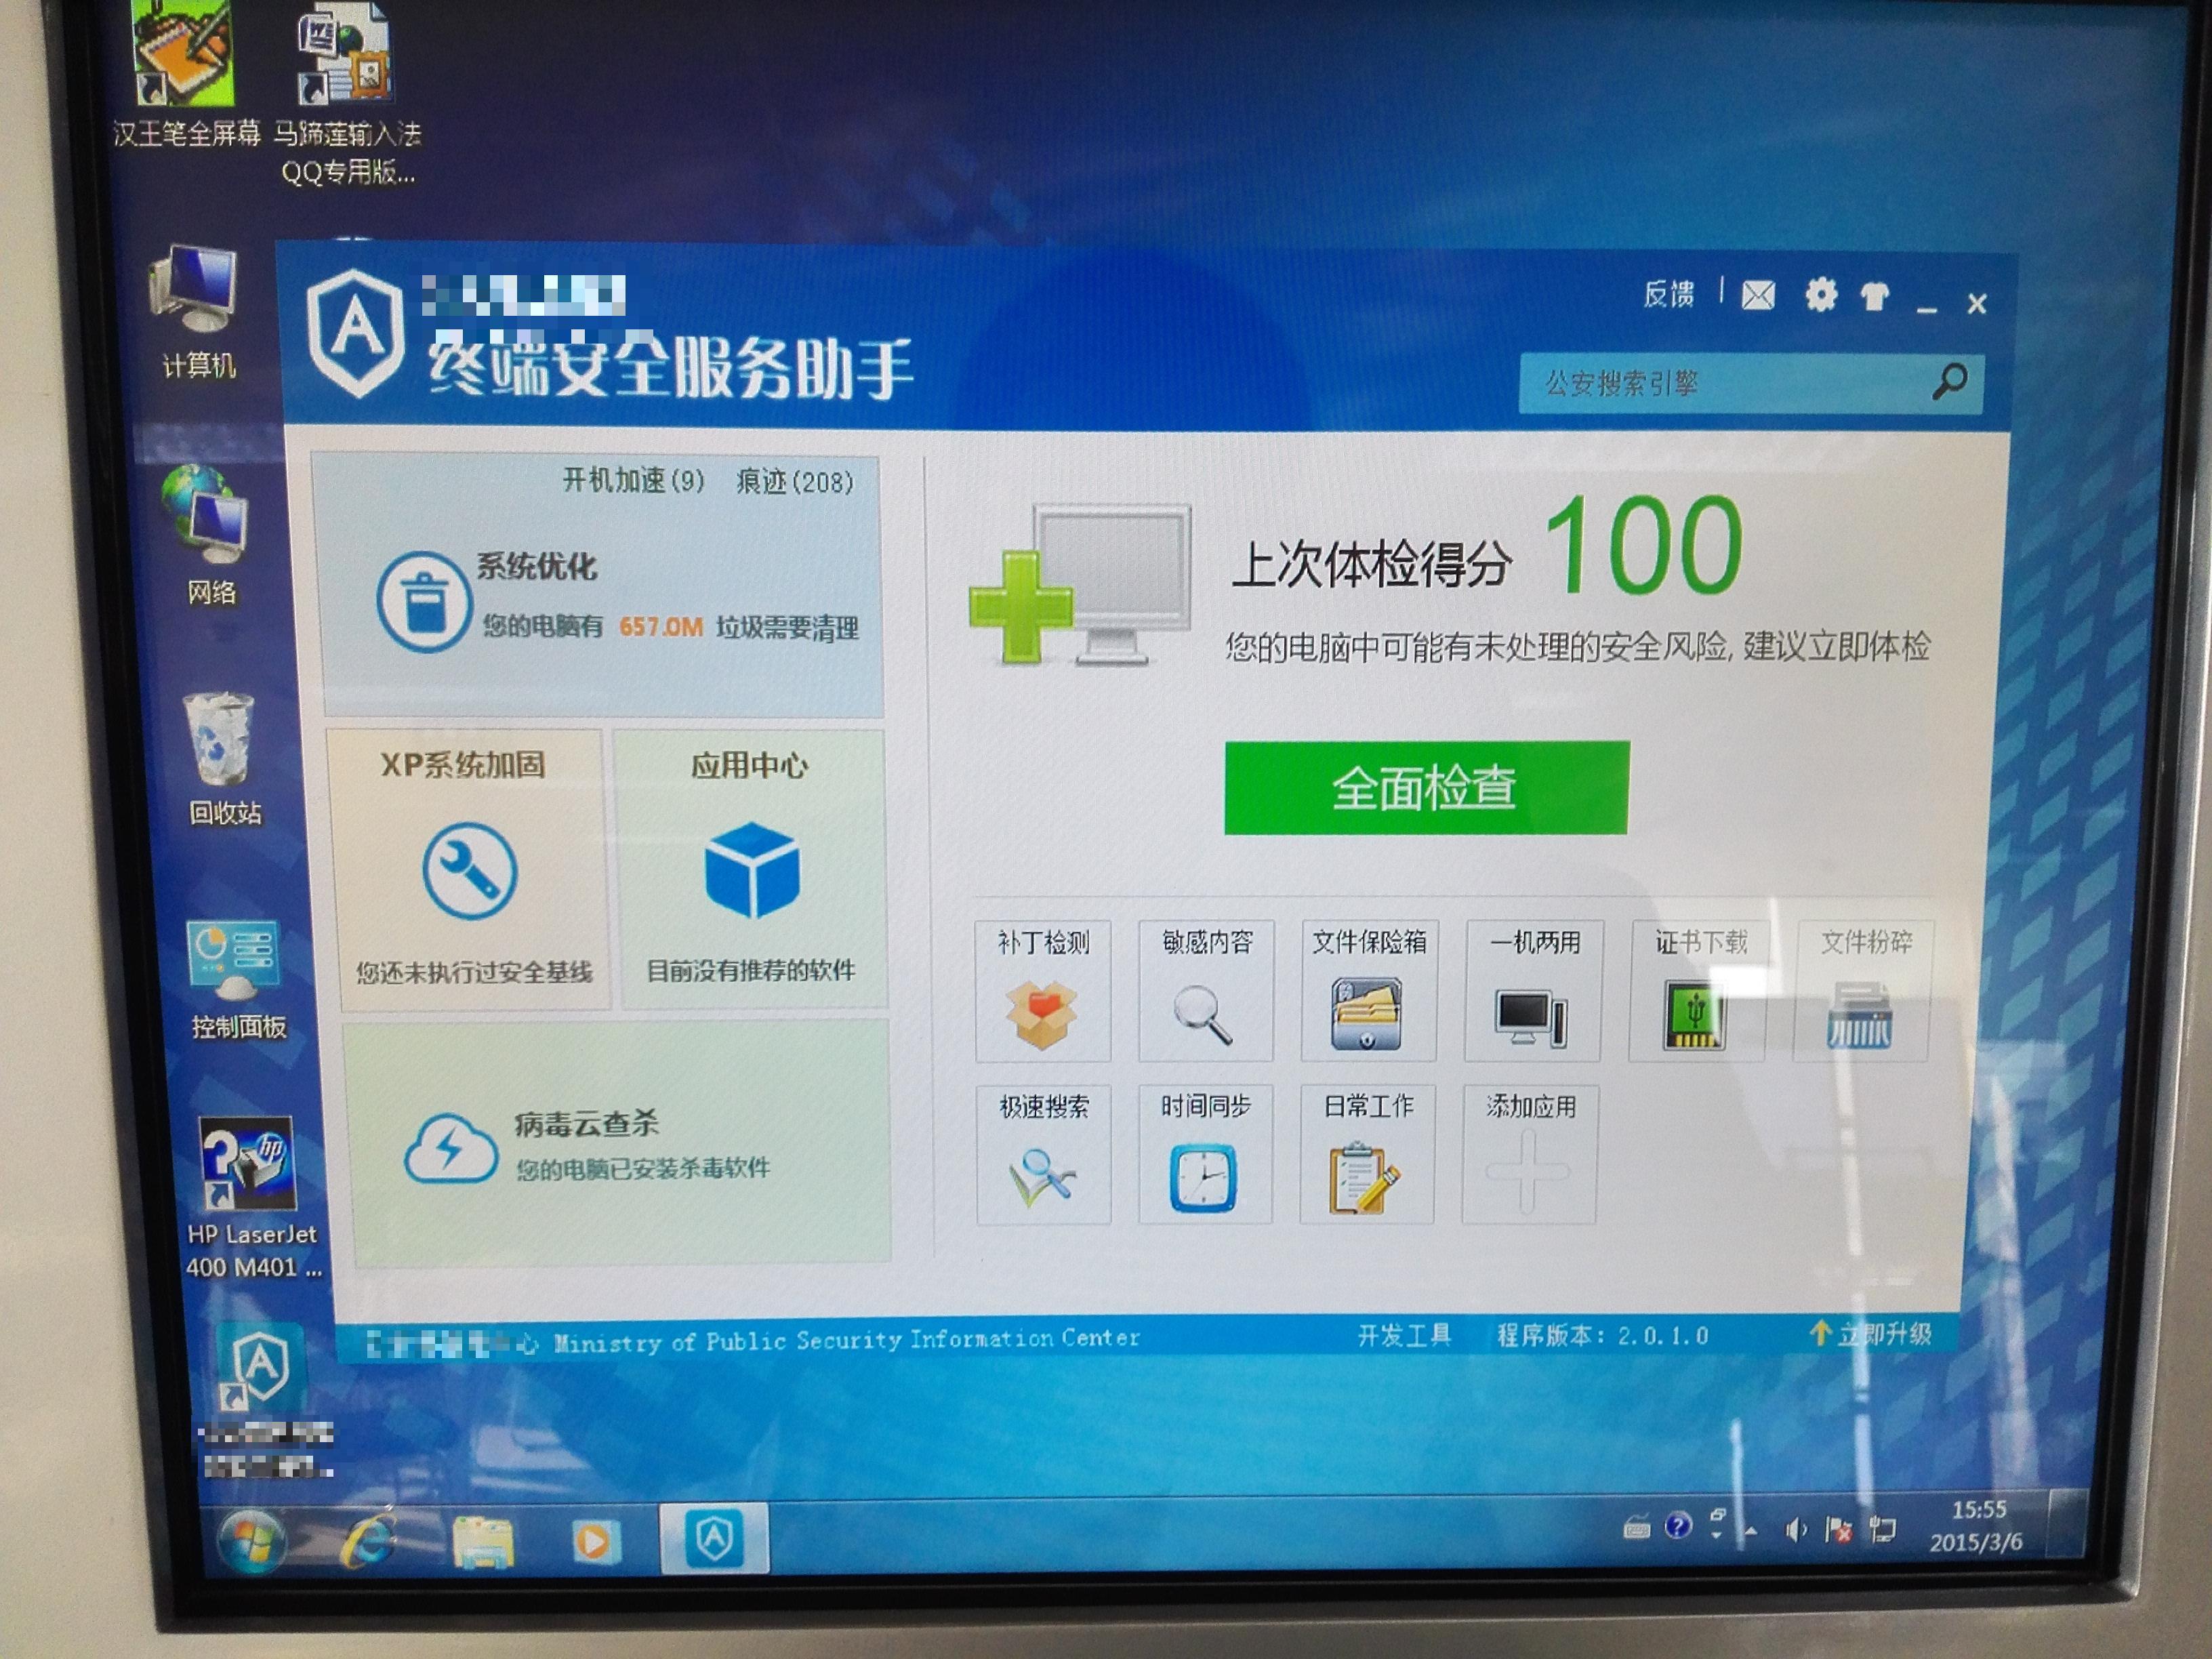 汉王笔全屏幕
马蹄莲输入法
QQ专用版...
计算机
网络
回收站
控制面板
HP LaserJet
400 M401 ...
终端安全服务助手
反馈
公安搜索引擎
开机加速(9) 痕迹(208)
系统优化
您的电脑有 657.0M 垃圾需要清理
XP系统加固
您还未执行过安全基线
应用中心
目前没有推荐的软件
病毒云查杀
您的电脑已安装杀毒软件
上次体检得分 100
您的电脑中可能有未处理的安全风险, 建议立即体检
全面检查
补丁检测
敏感内容
文件保险箱
一机两用
证书下载
文件粉碎
极速搜索
时间同步
日常工作
添加应用
心 Ministry of Public Security Information Center
开发工具
程序版本: 2.0.1.0
立即升级
15:55
2015/3/6